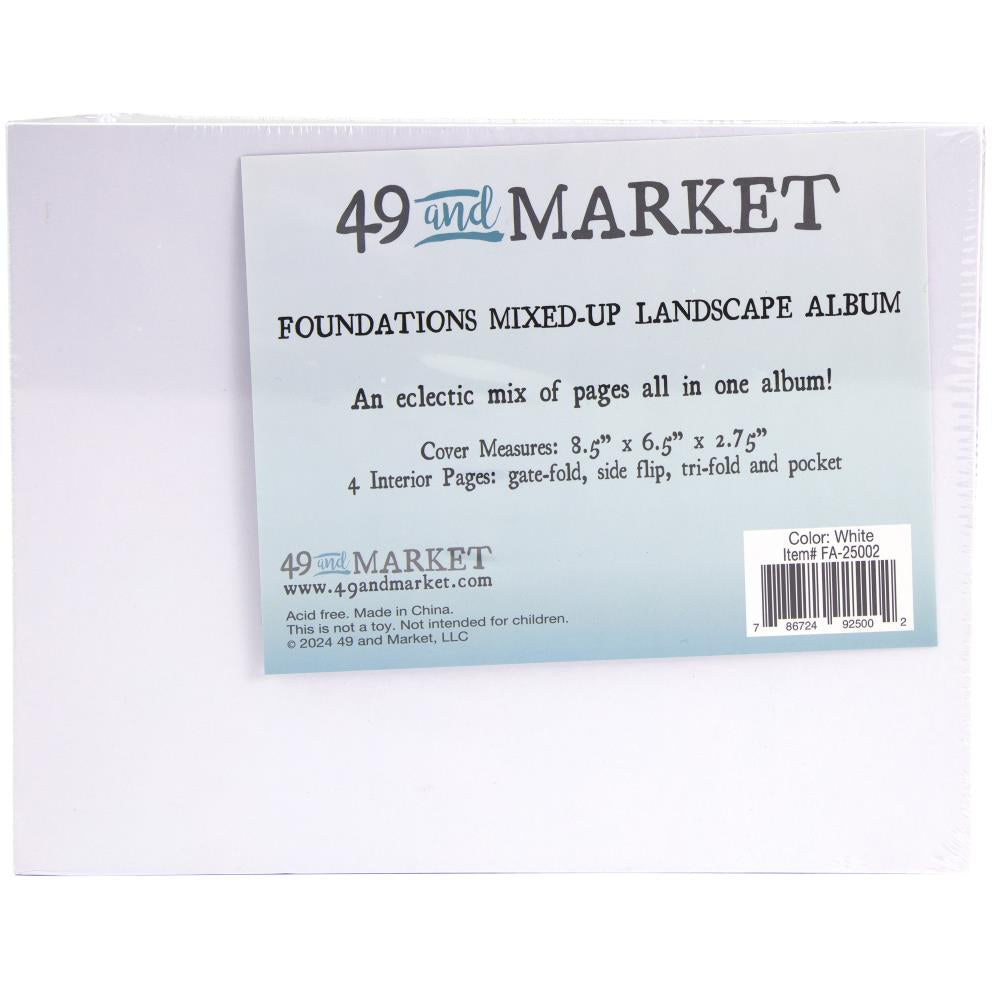 49 and MARKET
FOUNDATIONS MIXED-UP LANDSCAPE ALBUM
An eclectic mix of pages all in one album!
Cover Measures: 8.5” x 6.5” x 2.75”
4 Interior Pages: gate-fold, side flip, tri-fold and pocket
49 and MARKET
www.49andmarket.com
Acid free. Made in China.
This is not a toy. Not intended for children.
© 2024 49 and Market, LLC
Color: White
Item# FA-25002
7 86724 92500 2